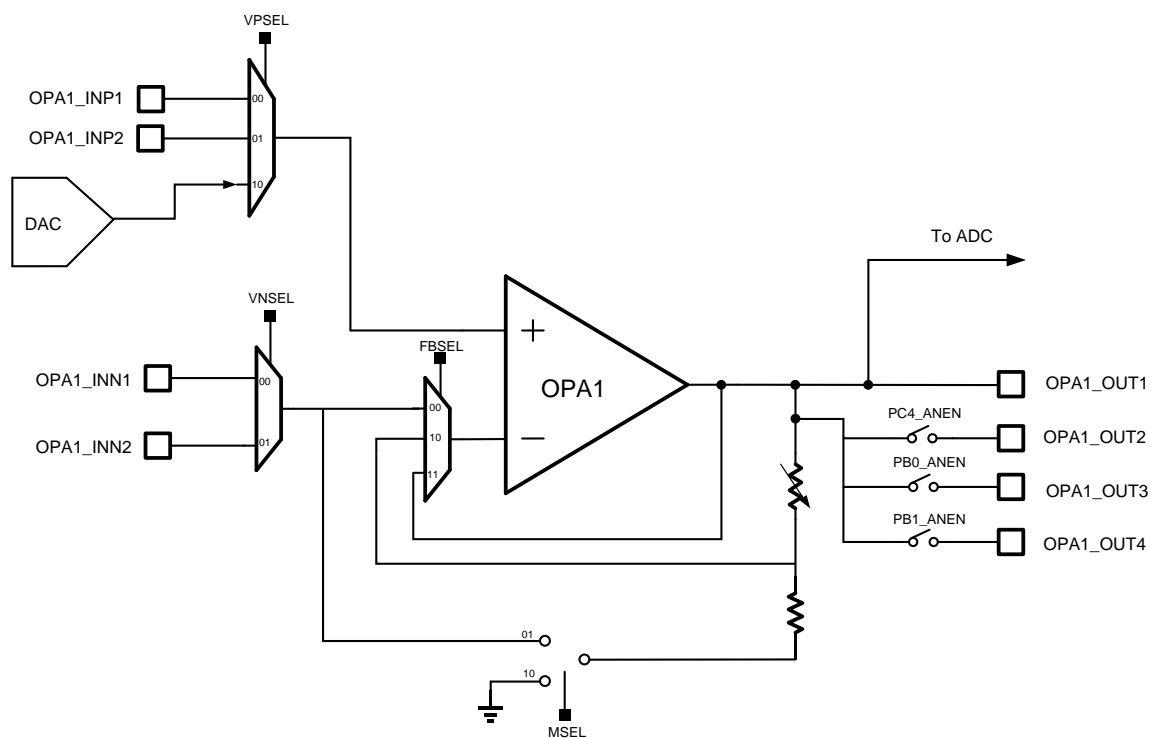 VPSEL
OPA1_INP1
00
OPA1_INP2
01
10
DAC
To ADC
VNSEL
OPA1_INN1
00
OPA1_INN2
01
FBSEL
00
10
11
+
OPA1
−
OPA1_OUT1
PC4_ANEN
OPA1_OUT2
PB0_ANEN
OPA1_OUT3
PB1_ANEN
OPA1_OUT4
01
10
MSEL